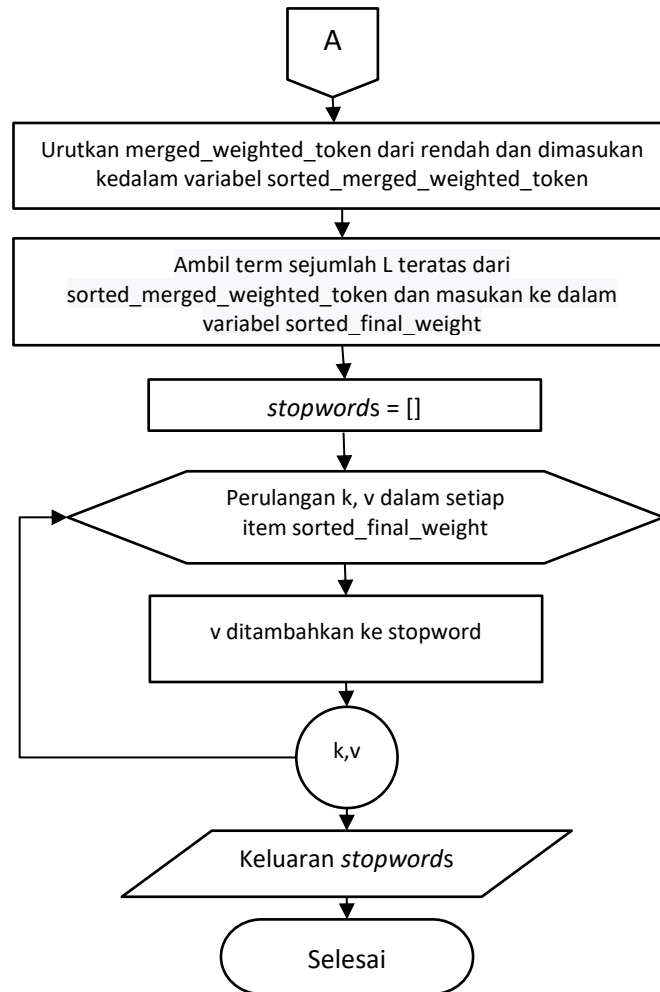 A
Urutkan merged_weighted_token dari rendah dan dimasukan
kedalam variabel sorted_merged_weighted_token
Ambil term sejumlah L teratas dari
sorted_merged_weighted_token dan masukan ke dalam
variabel sorted_final_weight
stopwords = []
Perulangan k, v dalam setiap
item sorted_final_weight
v ditambahkan ke stopword
k,v
Keluaran stopwords
Selesai